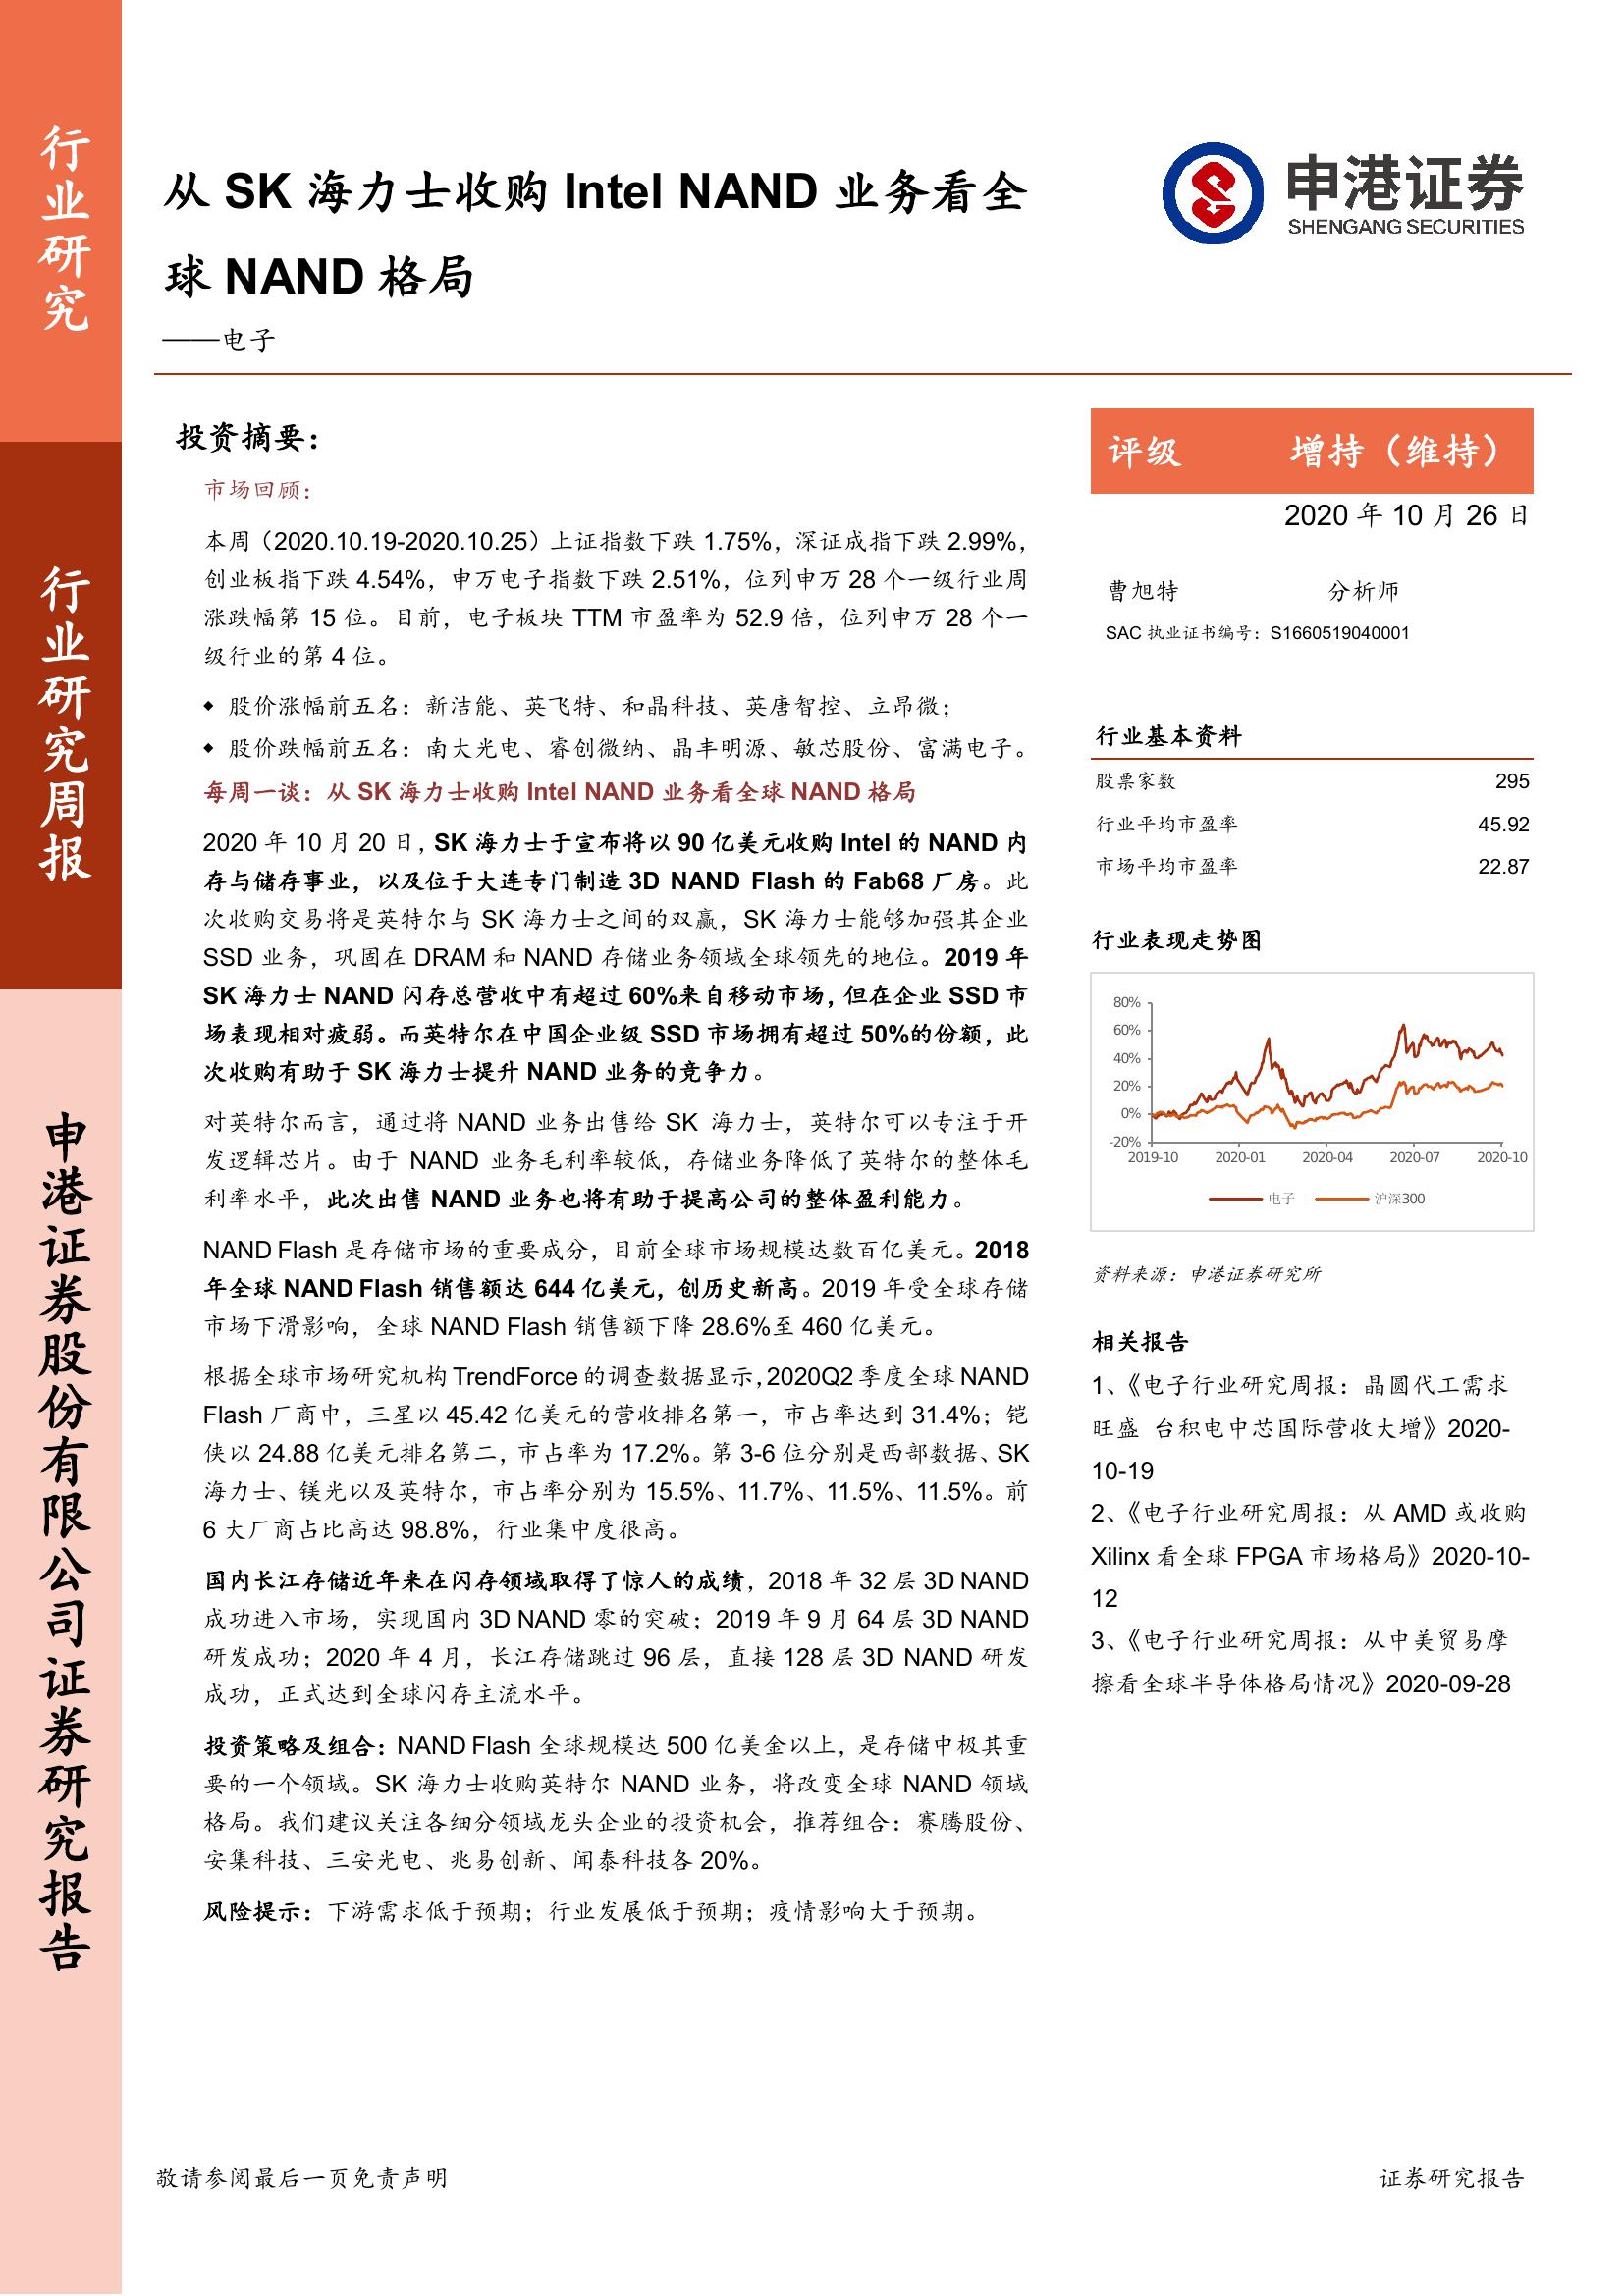 行业研究
行业研究周报
申港证券股份有限公司证券研究报告
从 SK 海力士收购 Intel NAND 业务看全
球 NAND 格局
——电子
申港证券
SHENGANG SECURITIES
投资摘要：
市场回顾：
本周（2020.10.19-2020.10.25）上证指数下跌 1.75%，深证成指下跌 2.99%，
创业板指下跌 4.54%，申万电子指数下跌 2.51%，位列申万 28 个一级行业周
涨跌幅第 15 位。目前，电子板块 TTM 市盈率为 52.9 倍，位列申万 28 个一
级行业的第 4 位。
◆ 股价涨幅前五名：新洁能、英飞特、和晶科技、英唐智控、立昂微；
◆ 股价跌幅前五名：南大光电、睿创微纳、晶丰明源、敏芯股份、富满电子。
每周一谈：从 SK 海力士收购 Intel NAND 业务看全球 NAND 格局
2020 年 10 月 20 日，SK 海力士于宣布将以 90 亿美元收购 Intel 的 NAND 内
存与储存事业，以及位于大连专门制造 3D NAND Flash 的 Fab68 厂房。此
次收购交易将是英特尔与 SK 海力士之间的双赢，SK 海力士能够加强其企业
SSD 业务，巩固在 DRAM 和 NAND 存储业务领域全球领先的地位。2019 年
SK 海力士 NAND 闪存总营收中有超过 60%来自移动市场，但在企业 SSD 市
场表现相对疲弱。而英特尔在中国企业级 SSD 市场拥有超过 50%的份额，此
次收购有助于 SK 海力士提升 NAND 业务的竞争力。
对英特尔而言，通过将 NAND 业务出售给 SK 海力士，英特尔可以专注于开
发逻辑芯片。由于 NAND 业务毛利率较低，存储业务降低了英特尔的整体毛
利率水平，此次出售 NAND 业务也将有助于提高公司的整体盈利能力。
NAND Flash 是存储市场的重要成分，目前全球市场规模达数百亿美元。2018
年全球 NAND Flash 销售额达 644 亿美元，创历史新高。2019 年受全球存储
市场下滑影响，全球 NAND Flash 销售额下降 28.6%至 460 亿美元。
根据全球市场研究机构 TrendForce 的调查数据显示，2020Q2 季度全球 NAND
Flash 厂商中，三星以 45.42 亿美元的营收排名第一，市占率达到 31.4%；铠
侠以 24.88 亿美元排名第二，市占率为 17.2%。第 3-6 位分别是西部数据、SK
海力士、镁光以及英特尔，市占率分别为 15.5%、11.7%、11.5%、11.5%。前
6 大厂商占比高达 98.8%，行业集中度很高。
国内长江存储近年来在闪存领域取得了惊人的成绩，2018 年 32 层 3D NAND
成功进入市场，实现国内 3D NAND 零的突破；2019 年 9 月 64 层 3D NAND
研发成功；2020 年 4 月，长江存储跳过 96 层，直接 128 层 3D NAND 研发
成功，正式达到全球闪存主流水平。
投资策略及组合：NAND Flash 全球规模达 500 亿美金以上，是存储中极其重
要的一个领域。SK 海力士收购英特尔 NAND 业务，将改变全球 NAND 领域
格局。我们建议关注各细分领域龙头企业的投资机会，推荐组合：赛腾股份、
安集科技、三安光电、兆易创新、闻泰科技各 20%。
风险提示：下游需求低于预期；行业发展低于预期；疫情影响大于预期。
评级 增持（维持）
2020 年 10 月 26 日
曹旭特 分析师
SAC 执业证书编号：S1660519040001
行业基本资料
股票家数 295
行业平均市盈率 45.92
市场平均市盈率 22.87
行业表现走势图
80%
60%
40%
20%
0%
-20%
2019-10 2020-01 2020-04 2020-07 2020-10
电子 沪深300
资料来源：申港证券研究所
相关报告
1、《电子行业研究周报：晶圆代工需求
旺盛 台积电中芯国际营收大增》2020-
10-19
2、《电子行业研究周报：从 AMD 或收购
Xilinx 看全球 FPGA 市场格局》2020-10-
12
3、《电子行业研究周报：从中美贸易摩
擦看全球半导体格局情况》2020-09-28
敬请参阅最后一页免责声明 证券研究报告